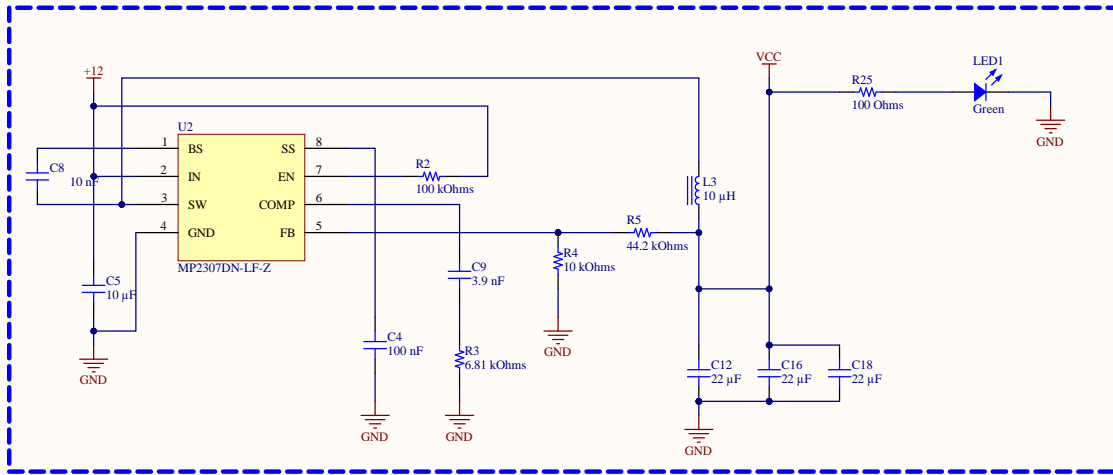 +12
VCC
LED1
R25
100 Ohms
Green
GND
U2
1
BS
SS
8
C8
10 nF
2
IN
EN
7
R2
100 kOhms
3
SW
COMP
6
L3
10 µH
4
GND
FB
5
R5
44.2 kOhms
MP2307DN-LF-Z
R4
10 kOhms
C9
3.9 nF
C5
10 µF
GND
GND
C4
100 nF
R3
6.81 kOhms
C12
22 µF
C16
22 µF
C18
22 µF
GND
GND
GND